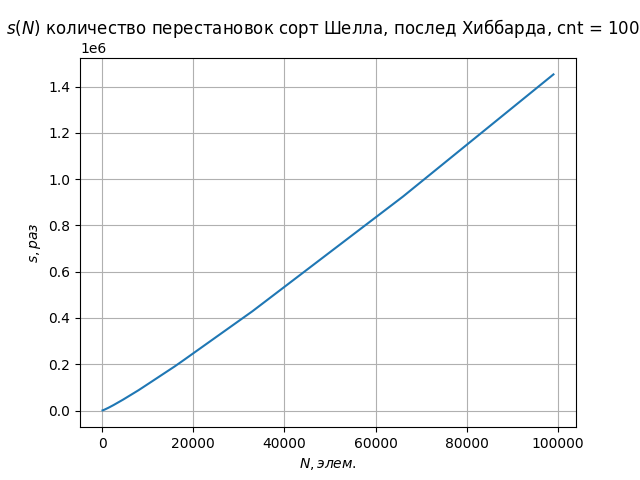 s(N) количество перестановок сорт Шелла, послед Хиббарда, cnt = 100
1e6
1.4
1.2
1.0
0.8
0.6
0.4
0.2
0.0
s, раз
0 20000 40000 60000 80000 100000
N, элем.